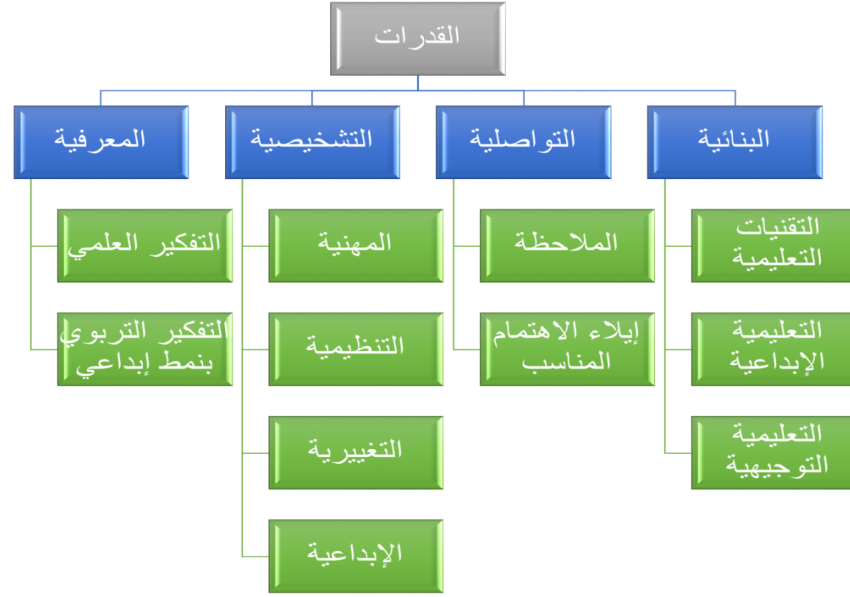 القدرات
البنائية
التقنيات
التعليمية
التعليمية
الإبداعية
التعليمية
التوجيهية
التواصلية
الملاحظة
إيلاء الاهتمام
المناسب
التشخيصية
المهنية
التنظيمية
التغييرية
الإبداعية
المعرفية
التفكير العلمي
التفكير التربوي
بنمط إبداعي